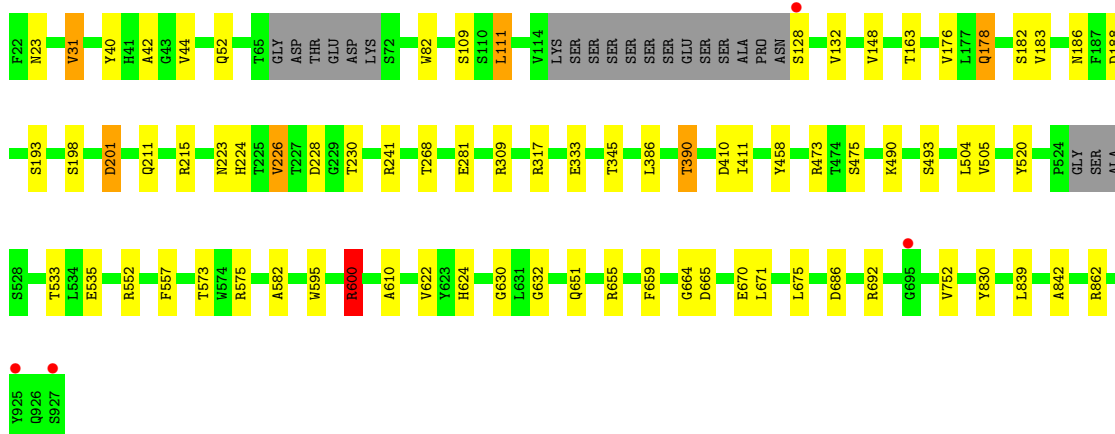 F22 N23 V31 Y40 H41 A42 G43 V44 Q52 T65 GLY ASP THR GLU ASP LYS S72 W82 S109 S110 L111 V114 LYS SER SER SER SER SER SER GLU SER SER ALA PRO ASN S128 V132 V148 T163 V176 L177 Q178 S182 V183 N186 F187 D188
S193 S198 D201 Q211 R215 N223 H224 T225 V226 T227 D228 G229 T230 R241 T268 E281 R309 R317 E333 T345 L386 T390 D410 I411 Y458 R473 T474 S475 K490 S493 L504 V505 Y520 P524 GLY SER ALA
S528 T533 L534 E535 R552 F557 T573 W574 R575 A582 W595 R600 A610 V622 Y623 H624 G630 L631 G632 Q651 R655 F659 G664 D665 E670 L671 L675 D686 R692 G695 V752 Y830 L839 A842 R862
Y925 Q926 S927